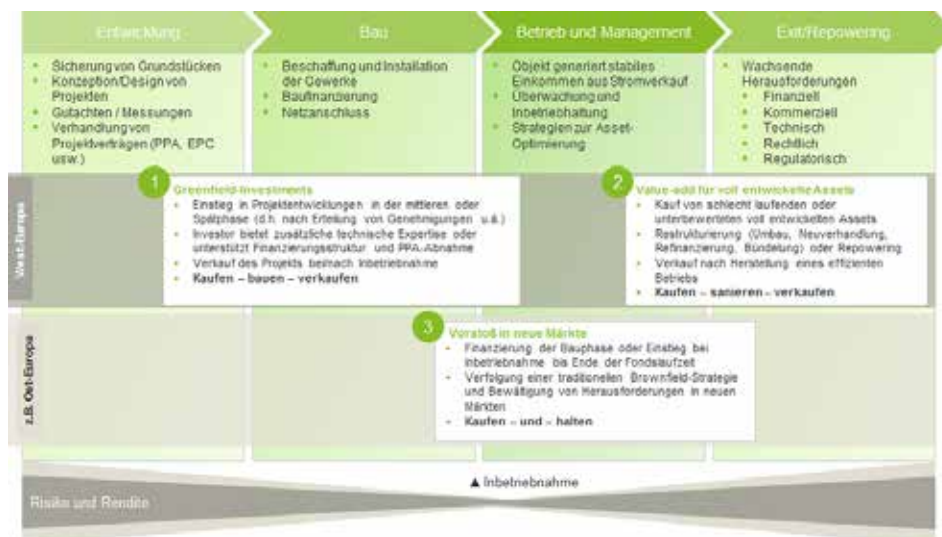 Entwicklung
Bau
Betrieb und Management
Exit/Repowering
Sicherung von Grundstücken
Konzeption/Design von
Projekten
Gutachten / Messungen
Verhandlung von
Projektverträgen (PPA, EPC
usw.)
Beschaffung und Installation
der Gewerke
Baufinanzierung
Netzanschluss
Objekt generiert stabiles
Einkommen aus Stromverkauf
Überwachung und
Inbetriebhaltung
Strategien zur Asset-
Optimierung
Wachsende
Herausforderungen
Finanziell
Kommerziell
Technisch
Rechtlich
Regulatorisch
West-Europa
1
Greenfield-Investments
Einstieg in Projektentwicklungen in der mittleren oder
Spätphase (d.h. nach Erteilung von Genehmigungen u.ä.)
Investor bietet zusätzliche technische Expertise oder
unterstützt Finanzierungsstruktur und PPA-Abnahme
Verkauf des Projekts bei/nach Inbetriebnahme
Kaufen – bauen – verkaufen
2
Value-add für voll entwickelte Assets
Kauf von schlecht laufenden oder
unterbewerteten voll entwickelten Assets
Restrukturierung (Umbau, Neuverhandlung,
Refinanzierung, Bündelung) oder Repowering
Verkauf nach Herstellung eines effizienten
Betriebs
Kaufen – sanieren – verkaufen
z.B. Ost-Europa
3
Vorstoß in neue Märkte
Finanzierung der Bauphase oder Einstieg bei
Inbetriebnahme bis Ende der Fondslaufzeit
Verfolgung einer traditionellen Brownfield-Strategie
und Bewältigung von Herausforderungen in neuen
Märkten
Kaufen – und – halten
▲ Inbetriebnahme
Risiko und Rendite